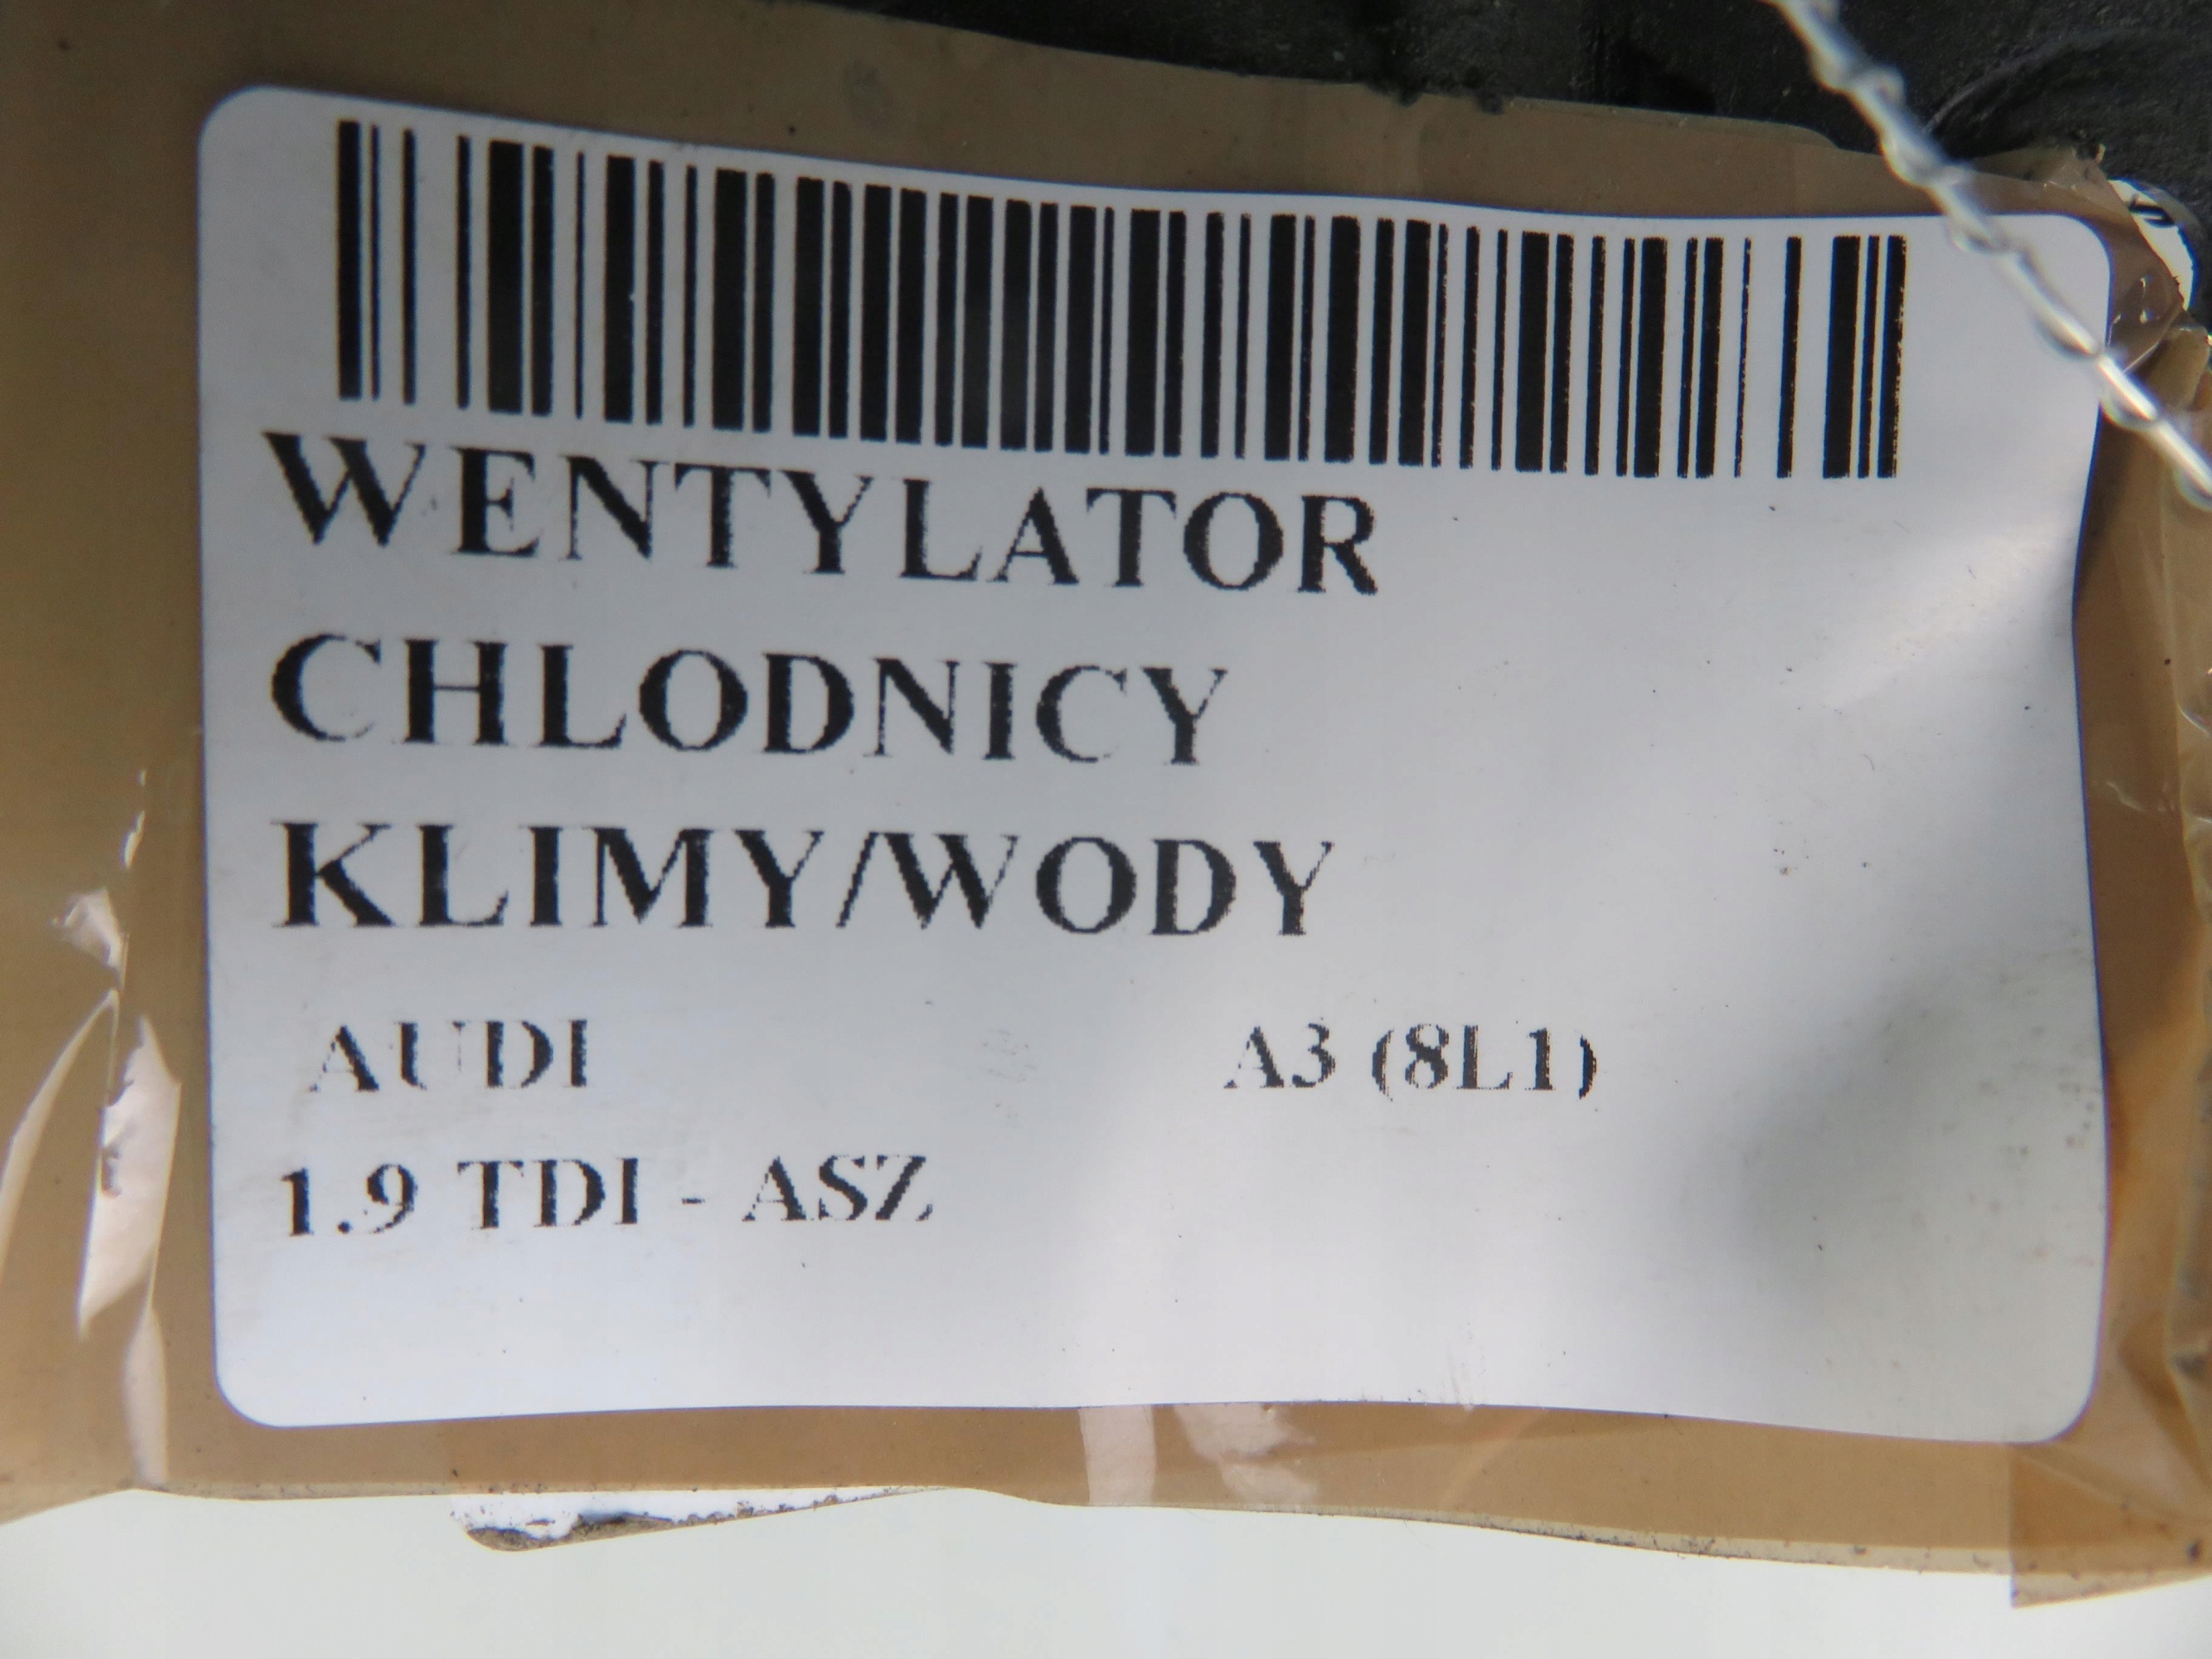 WENTYLATOR
CHLODNICY
KLIMY/WODY
AUDI A3 (8L1)
1.9 TDI - ASZ